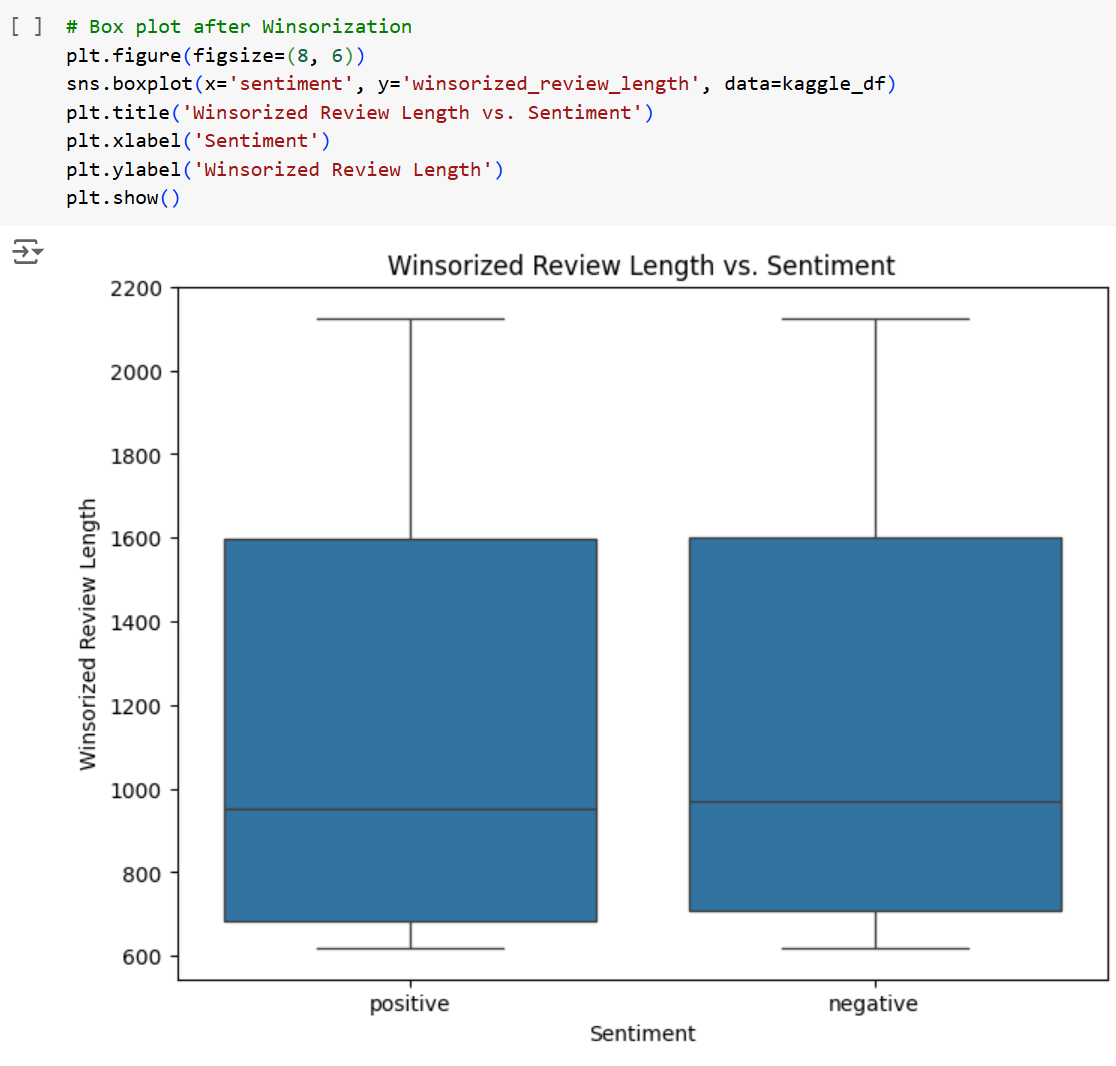 [ ] # Box plot after Winsorization
plt.figure(figsize=(8, 6))
sns.boxplot(x='sentiment', y='winsorized_review_length', data=kaggle_df)
plt.title('Winsorized Review Length vs. Sentiment')
plt.xlabel('Sentiment')
plt.ylabel('Winsorized Review Length')
plt.show()
Winsorized Review Length vs. Sentiment
2200
2000
1800
1600
1400
1200
1000
800
600
Winsorized Review Length
positive negative
Sentiment